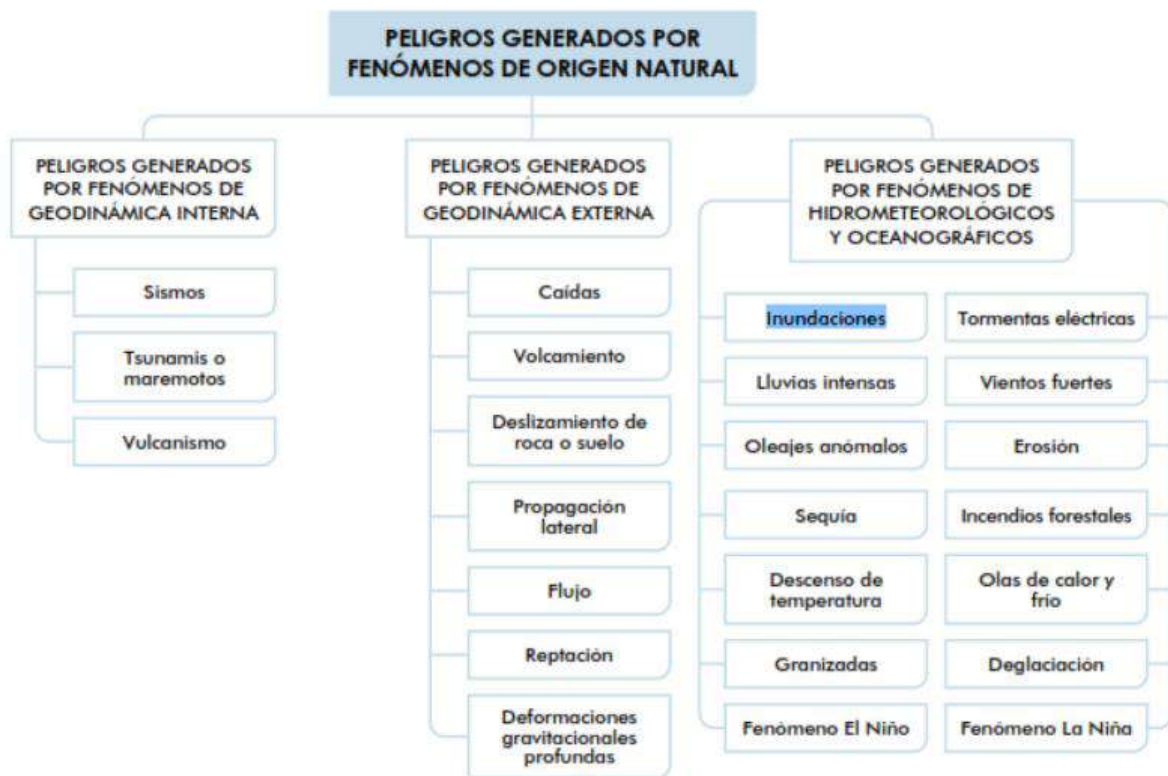 PELIGROS GENERADOS POR
FENÓMENOS DE ORIGEN NATURAL
PELIGROS GENERADOS
POR FENÓMENOS DE
GEODINÁMICA INTERNA
Sismos
Tsunamis o
maremotos
Vulcanismo
PELIGROS GENERADOS
POR FENÓMENOS DE
GEODINÁMICA EXTERNA
Caídas
Volcamiento
Deslizamiento de
roca o suelo
Propagación
lateral
Flujo
Reptación
Deformaciones
gravitacionales
profundas
PELIGROS GENERADOS
POR FENÓMENOS DE
HIDROMETEOROLÓGICOS
Y OCEANOGRÁFICOS
Inundaciones
Tormentas eléctricas
Lluvias intensas
Vientos fuertes
Oleajes anómalos
Erosión
Sequía
Incendios forestales
Descenso de
temperatura
Olas de calor y
frío
Granizadas
Deglaciación
Fenómeno El Niño
Fenómeno La Niña